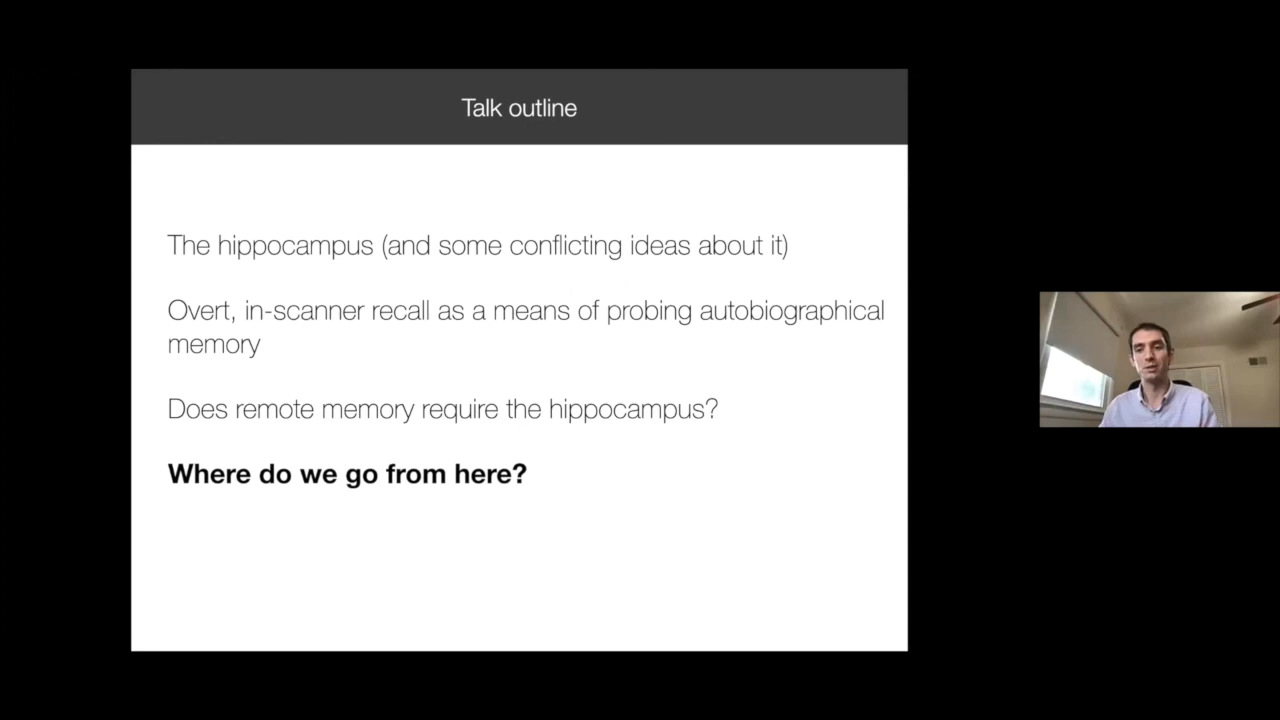 Talk outline
The hippocampus (and some conflicting ideas about it)
Overt, in-scanner recall as a means of probing autobiographical
memory
Does remote memory require the hippocampus?
Where do we go from here?